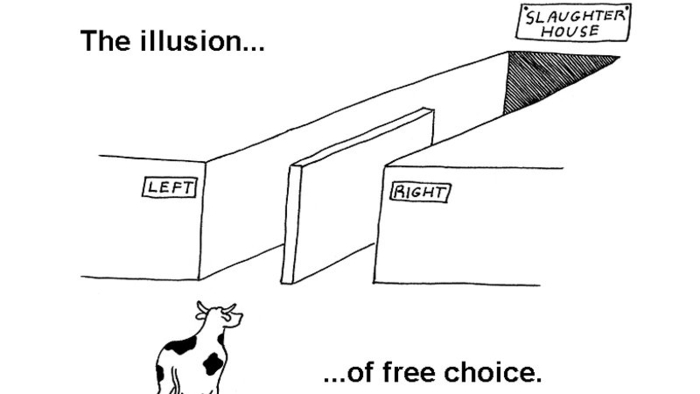 The illusion...
SLAUGHTER
HOUSE
LEFT
RIGHT
...of free choice.